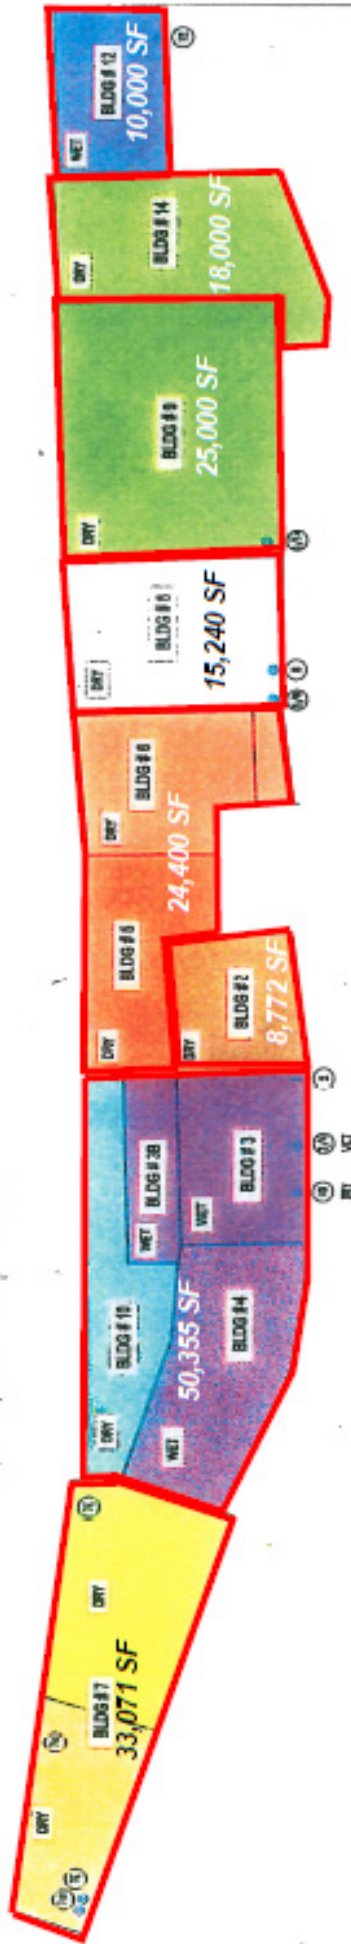 BLDG # 12
10,000 SF
WET
BLDG # 14
18,000 SF
DRY
BLDG # 9
25,000 SF
DRY
BLDG # 8
15,240 SF
DRY
BLDG # 6
DRY
24,400 SF
BLDG # 5
DRY
BLDG # 2
8,772 SF
DRY
BLDG # 3B
WET
BLDG # 3
WET
BLDG # 10
DRY
50,355 SF
BLDG # 4
WET
DRY
BLDG # 7
33,071 SF
DRY